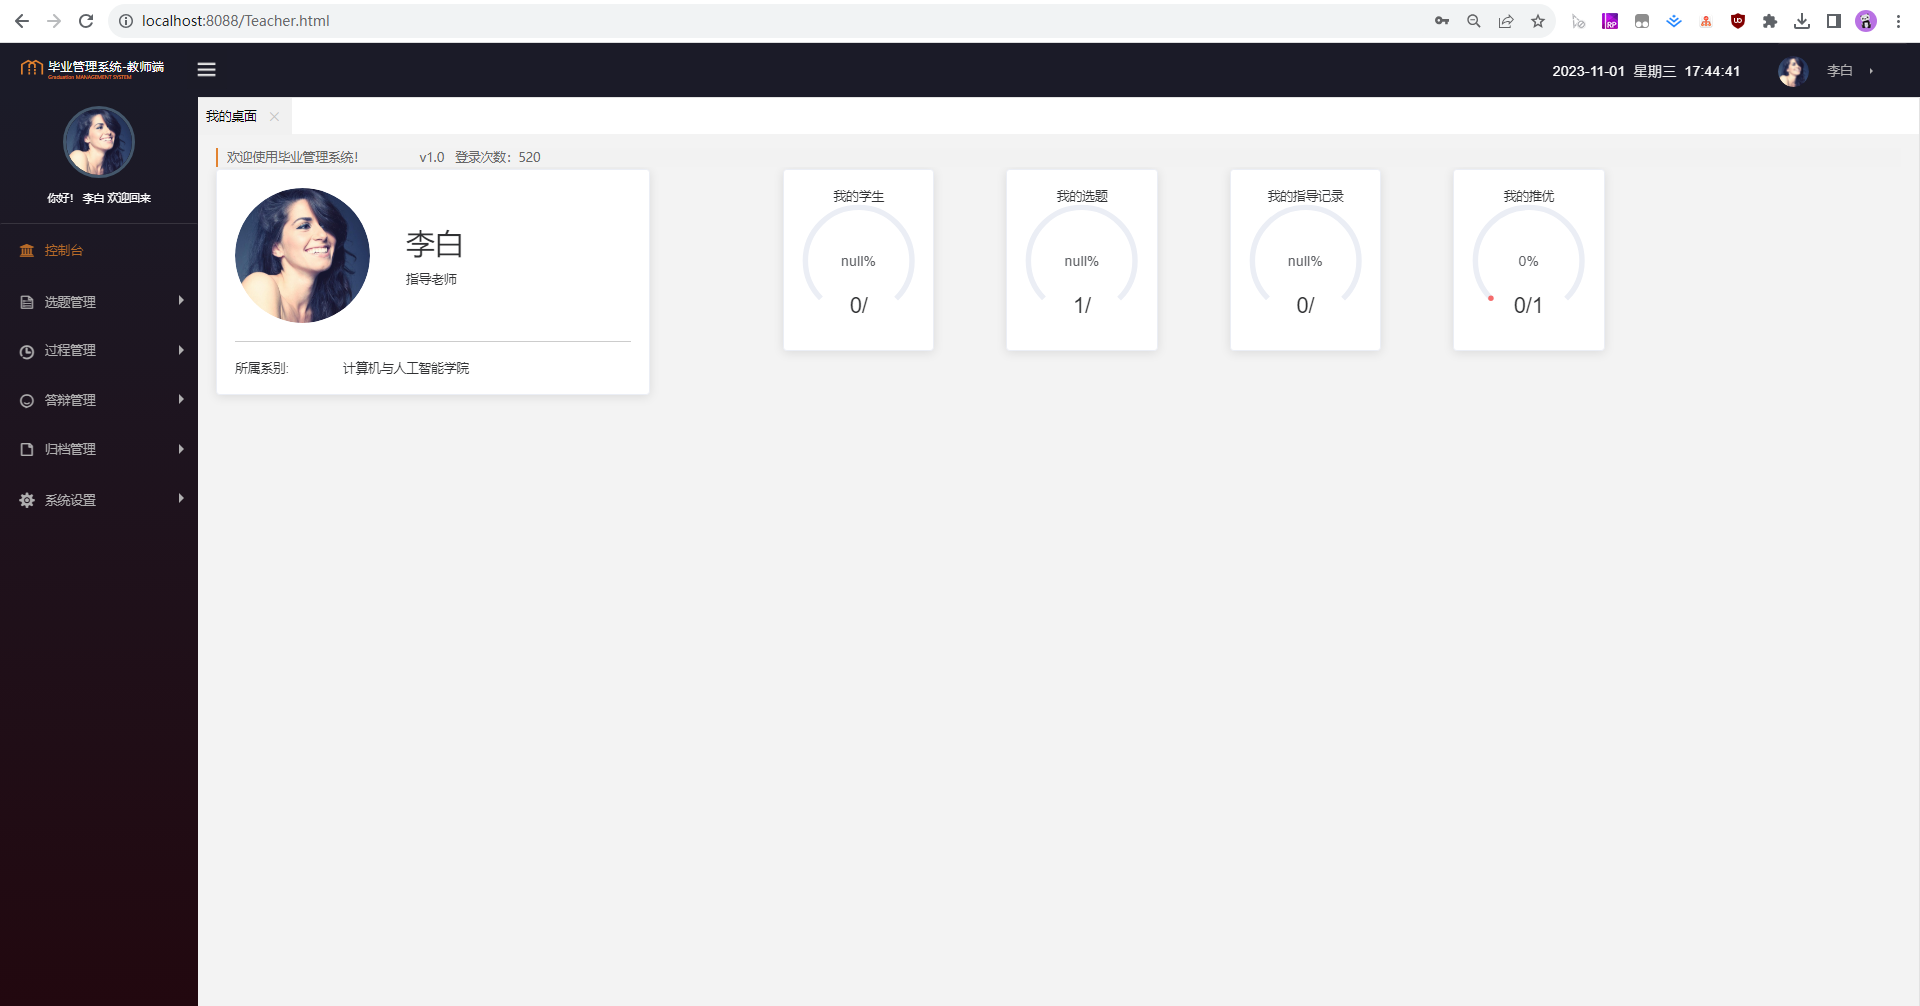 localhost:8088/Teacher.html
毕业管理系统-教师端
Graduation MANAGEMENT SYSTEM
2023-11-01 星期三 17:44:41
李白
你好! 李白 欢迎回来
控制台
选题管理
过程管理
答辩管理
归档管理
系统设置
我的桌面
欢迎使用毕业管理系统! v1.0 登录次数: 520
李白
指导老师
所属系别: 计算机与人工智能学院
我的学生
null%
0/
我的选题
null%
1/
我的指导记录
null%
0/
我的推优
0%
0/1
RP